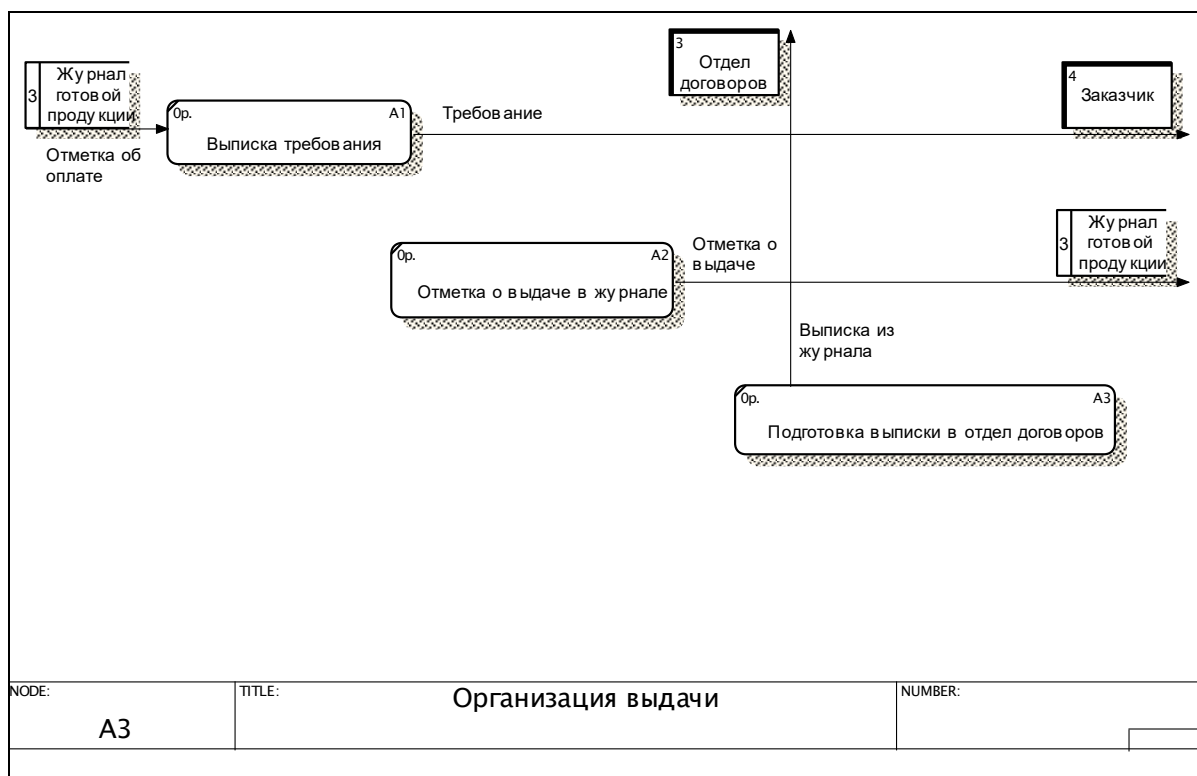 3
Журнал
готовой
продукции
Отметка об
оплате
0р.
A1
Выписка требования
Требование
3
Отдел
договоров
4
Заказчик
0р.
A2
Отметка о выдаче в журнале
Отметка о
выдаче
3
Журнал
готовой
продукции
Выписка из
журнала
0р.
A3
Подготовка выписки в отдел договоров
NODE:
A3
TITLE:
Организация выдачи
NUMBER: